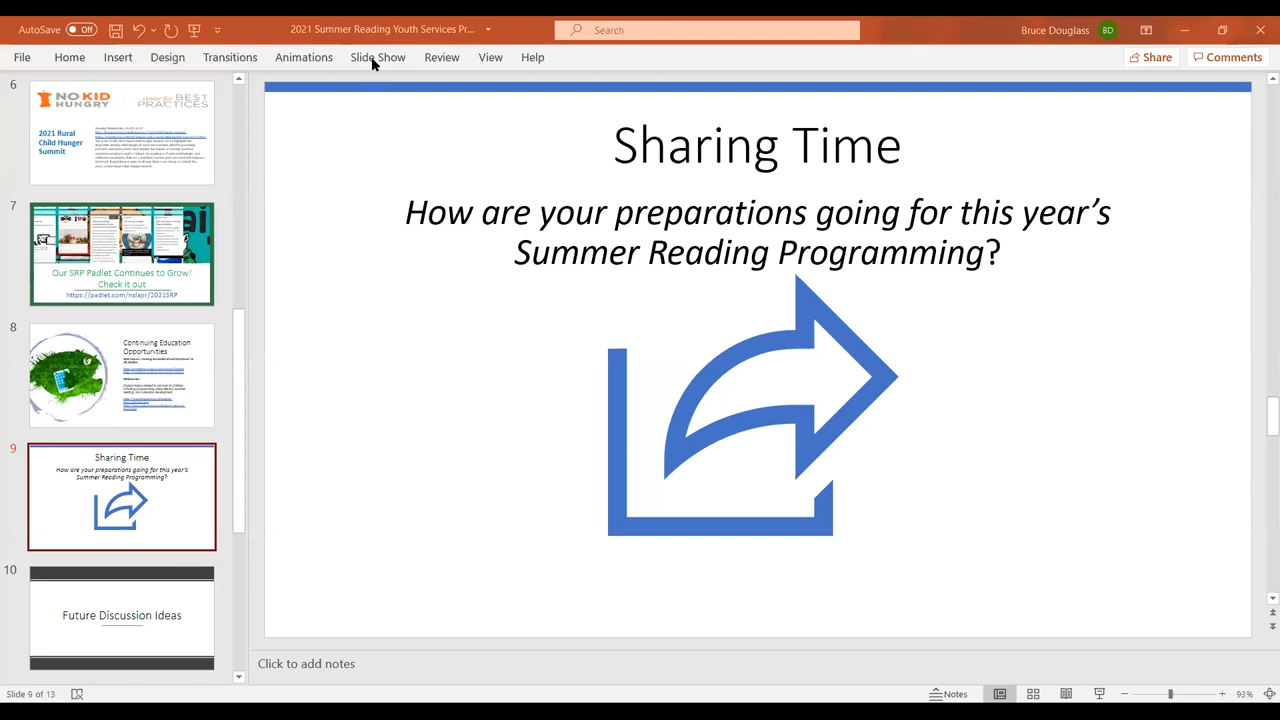 AutoSave Off
2021 Summer Reading Youth Services Pr...
Search
Bruce Douglass BD
File Home Insert Design Transitions Animations Slide Show Review View Help
Share Comments
6
NO KID HUNGRY
center for BEST PRACTICES
2021 Rural
Child Hunger
Summit
7
Our SRP Padlet Continues to Grow!
Check it out
https://padlet.com/nslapr/2021SRP
8
Continuing Education
Opportunities
9
Sharing Time
How are your preparations going for this year's
Summer Reading Programming?
10
Future Discussion Ideas
Sharing Time
How are your preparations going for this year's
Summer Reading Programming?
Click to add notes
Slide 9 of 13
Notes
93%